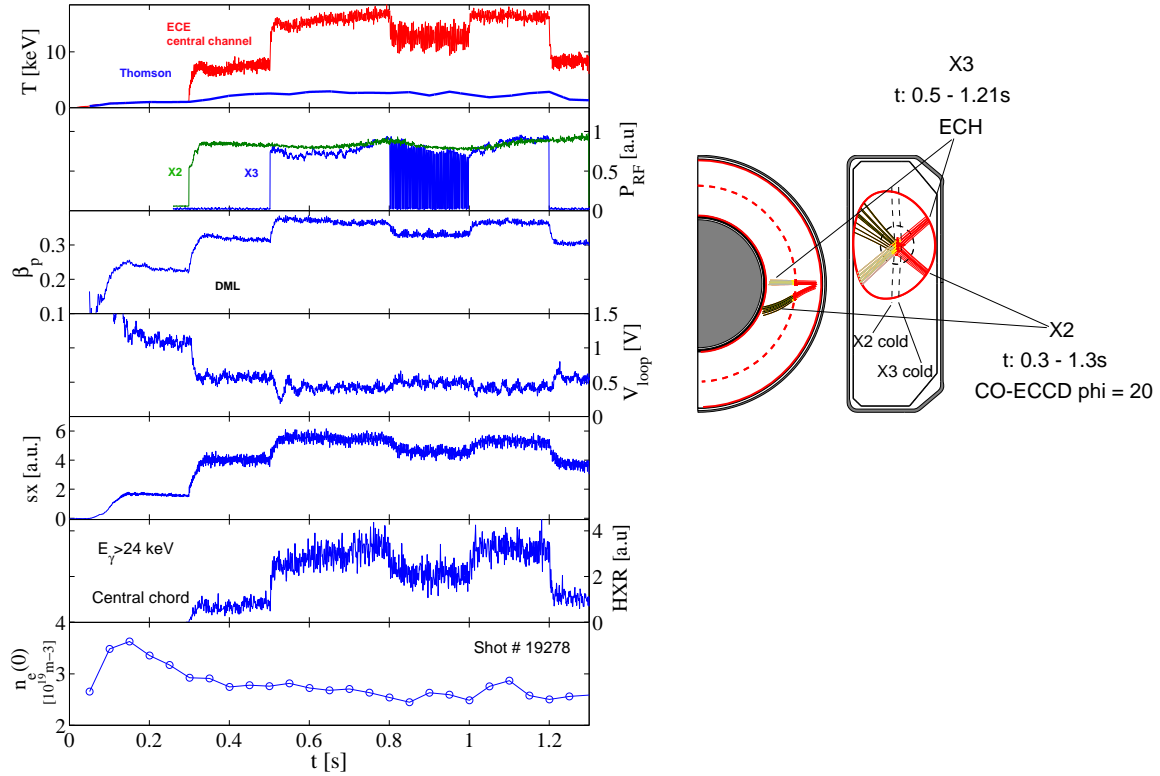 ECE
central channel
Thomson
T [keV]
10
0
X2
X3
1
0.5
0
P_RF [a.u]
β_p
0.3
0.2
0.1
DML
1.5
1
0.5
0
V_loop [V]
sx [a.u.]
6
4
2
0
E_γ>24 keV
Central chord
4
2
0
HXR [a.u]
n_e(0)
[10^19 m−3]
4
3
2
Shot # 19278
0 0.2 0.4 0.6 0.8 1 1.2
t [s]
X3
t: 0.5 - 1.21s
ECH
X2 cold
X3 cold
X2
t: 0.3 - 1.3s
CO-ECCD phi = 20